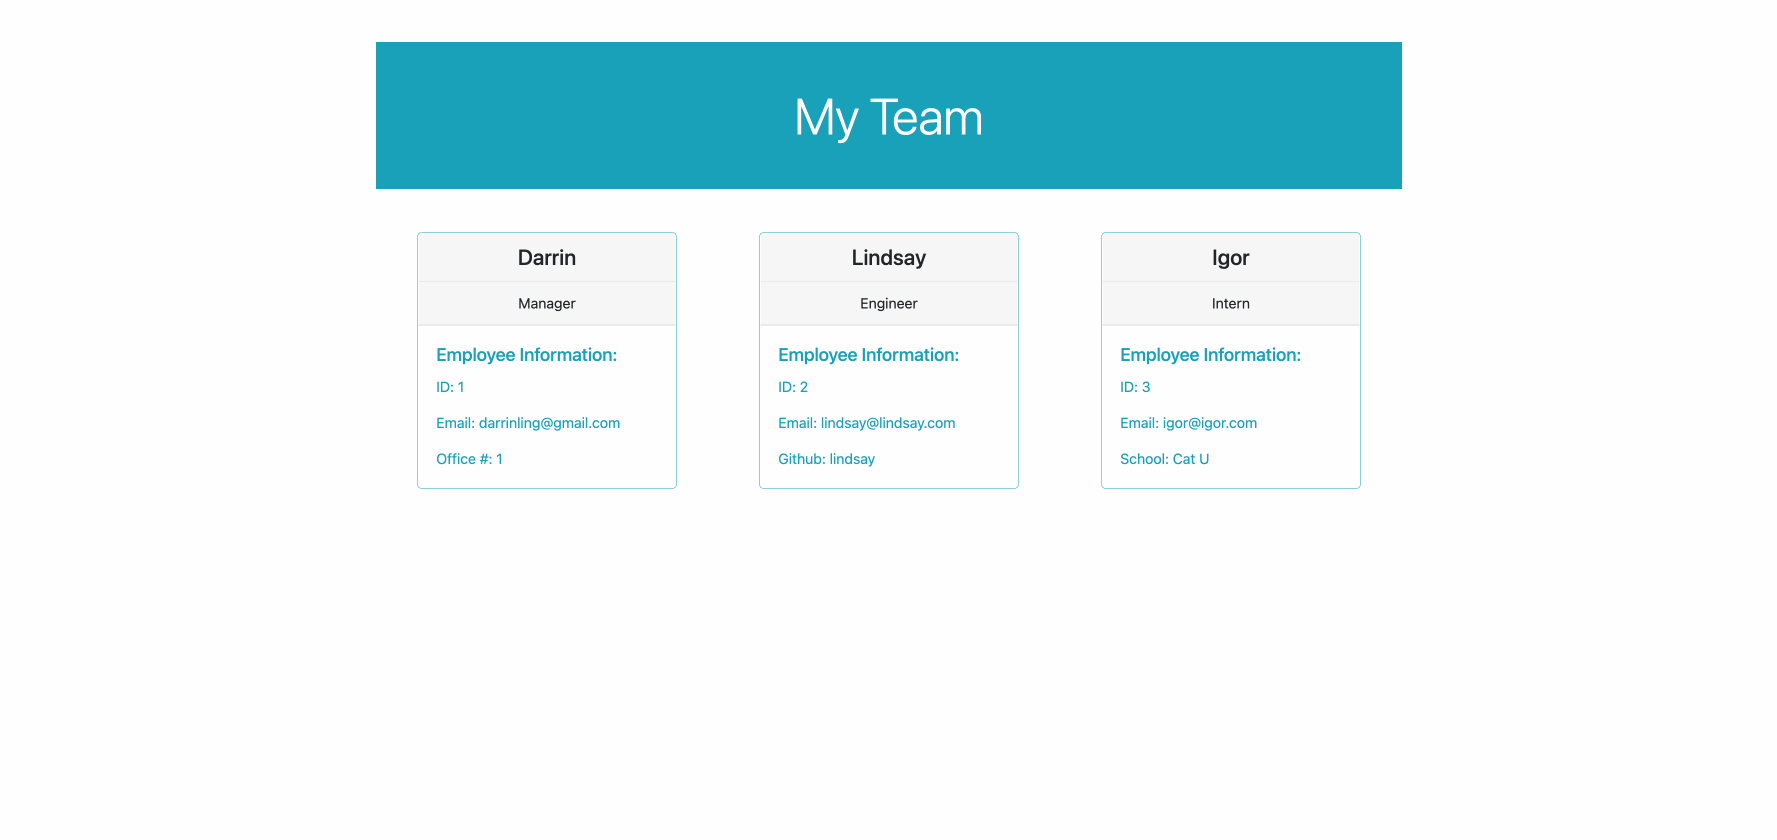 My Team
Darrin
Manager
Employee Information:
ID: 1
Email: darrinling@gmail.com
Office #: 1
Lindsay
Engineer
Employee Information:
ID: 2
Email: lindsay@lindsay.com
Github: lindsay
Igor
Intern
Employee Information:
ID: 3
Email: igor@igor.com
School: Cat U